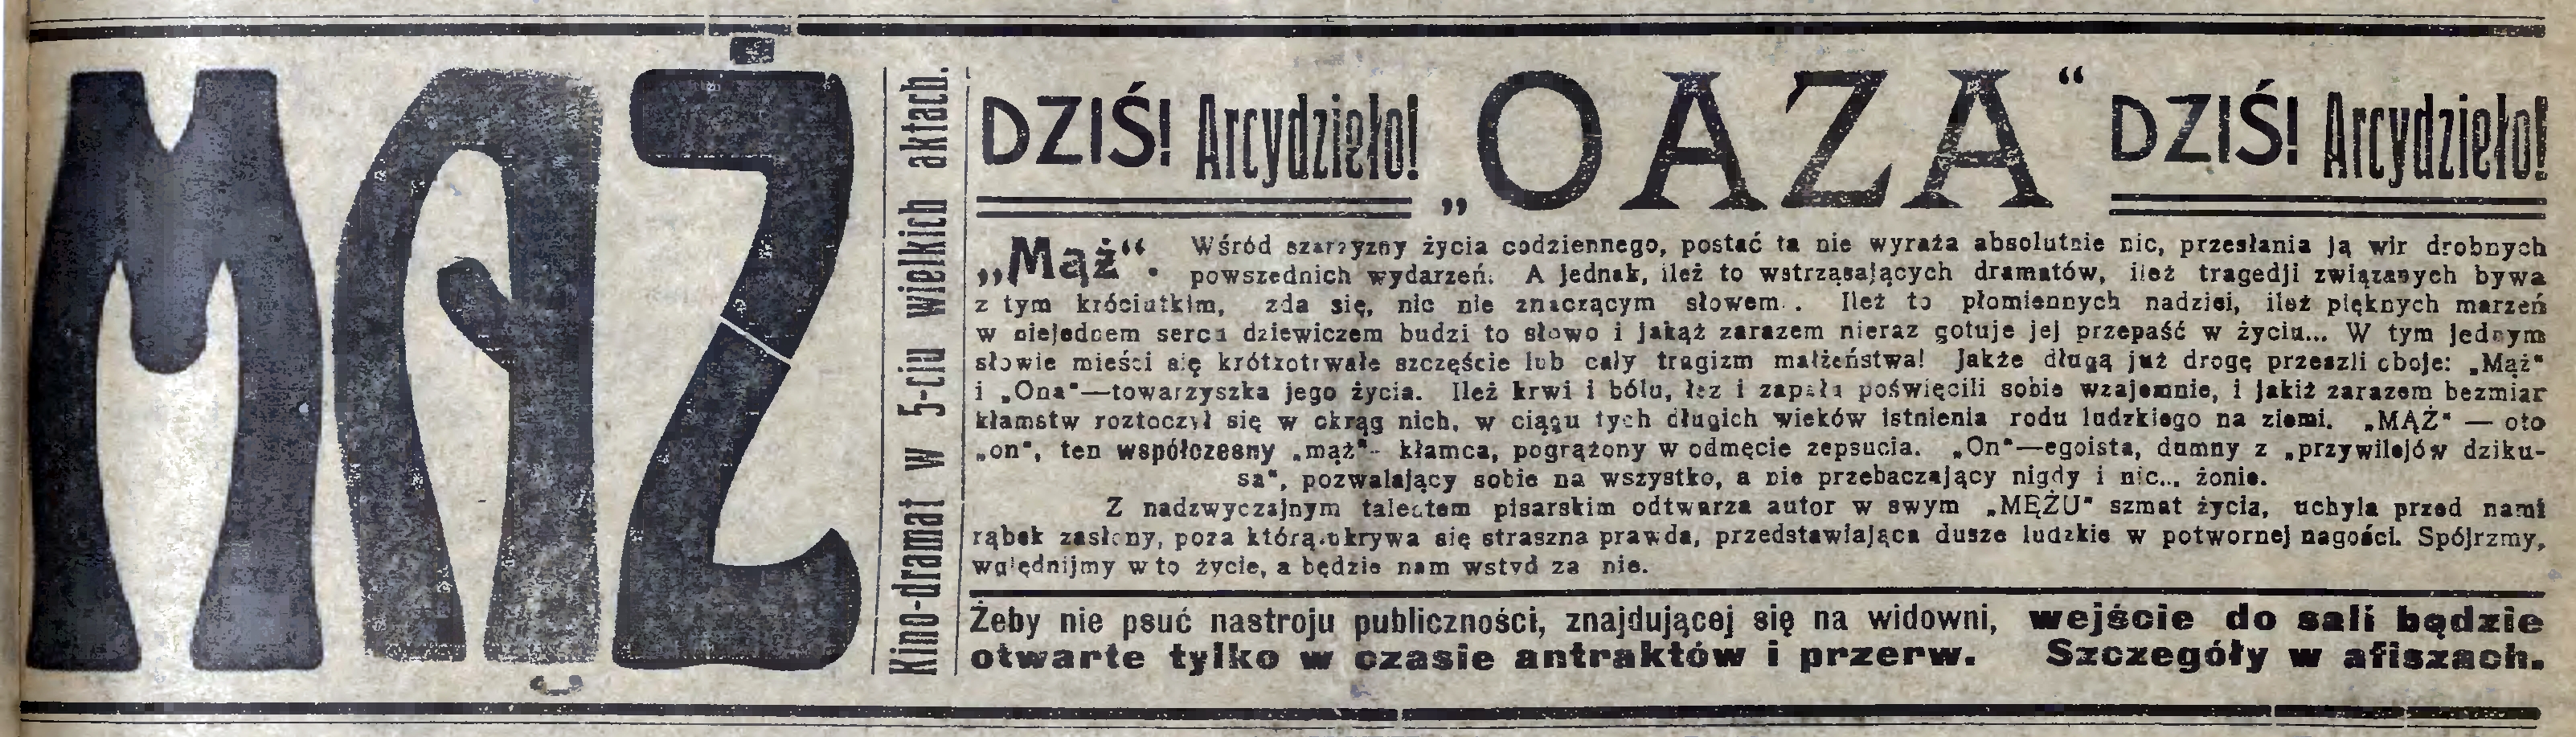 MĄŻ
Kino-dramat w 5-ciu wielkich aktach.
DZIŚ! Arcydzieło! „OAZA“ DZIŚ! Arcydzieło!
„Mąż“. Wśród szarzyzny życia codziennego, postać ta nie wyraża absolutnie nic, przesłania ją wir drobnych
powszednich wydarzeń. A jednak, ileż to wstrząsających dramatów, ileż tragedji związanych bywa
z tym króciutkim, zda się, nic nie znaczącym słowem.. Ileż to płomiennych nadziei, ileż pięknych marzeń
w niejednem sercu dziewiczem budzi to słowo i jakąż zarazem nieraz gotuje jej przepaść w życiu... W tym jednym
słowie mieści się krótkotrwałe szczęście lub cały tragizm małżeństwa! Jakże długą już drogę przeszli oboje: „Mąż“
i „Ona“—towarzyszka jego życia. Ileż krwi i bólu, łez i zapału poświęcili sobie wzajemnie, i jakiż zarazem bezmiar
kłamstw roztoczył się w okrąg nich, w ciągu tych długich wieków istnienia rodu ludzkiego na ziemi. „MĄŻ“ — oto
„on“, ten współczesny „mąż“- kłamca, pogrążony w odmęcie zepsucia. „On“—egoista, dumny z „przywilejów dziku-
sa“, pozwalający sobie na wszystko, a nie przebaczający nigdy i nic... żonie.
Z nadzwyczajnym talentem pisarskim odtwarza autor w swym „MĘŻU“ szmat życia, uchyla przed nami
rąbek zasłony, poza którą ukrywa się straszna prawda, przedstawiająca dusze ludzkie w potwornej nagości. Spójrzmy,
wględnijmy w to życie, a będzie nam wstyd za nie.
Żeby nie psuć nastroju publiczności, znajdującej się na widowni, wejście do sali będzie
otwarte tylko w czasie antraktów i przerw. Szczegóły w afiszach.